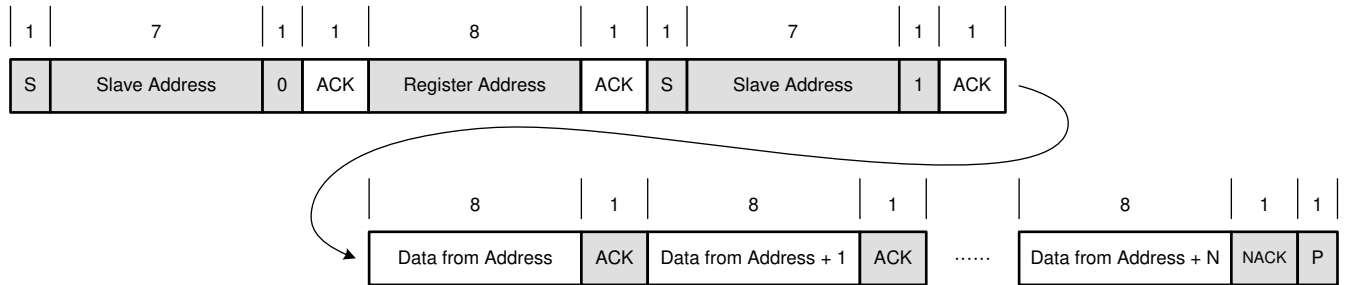 1 7 1 1 8 1 1 7 1 1
S Slave Address 0 ACK Register Address ACK S Slave Address 1 ACK
8 1 8 1 8 1 1
Data from Address ACK Data from Address + 1 ACK ...... Data from Address + N NACK P